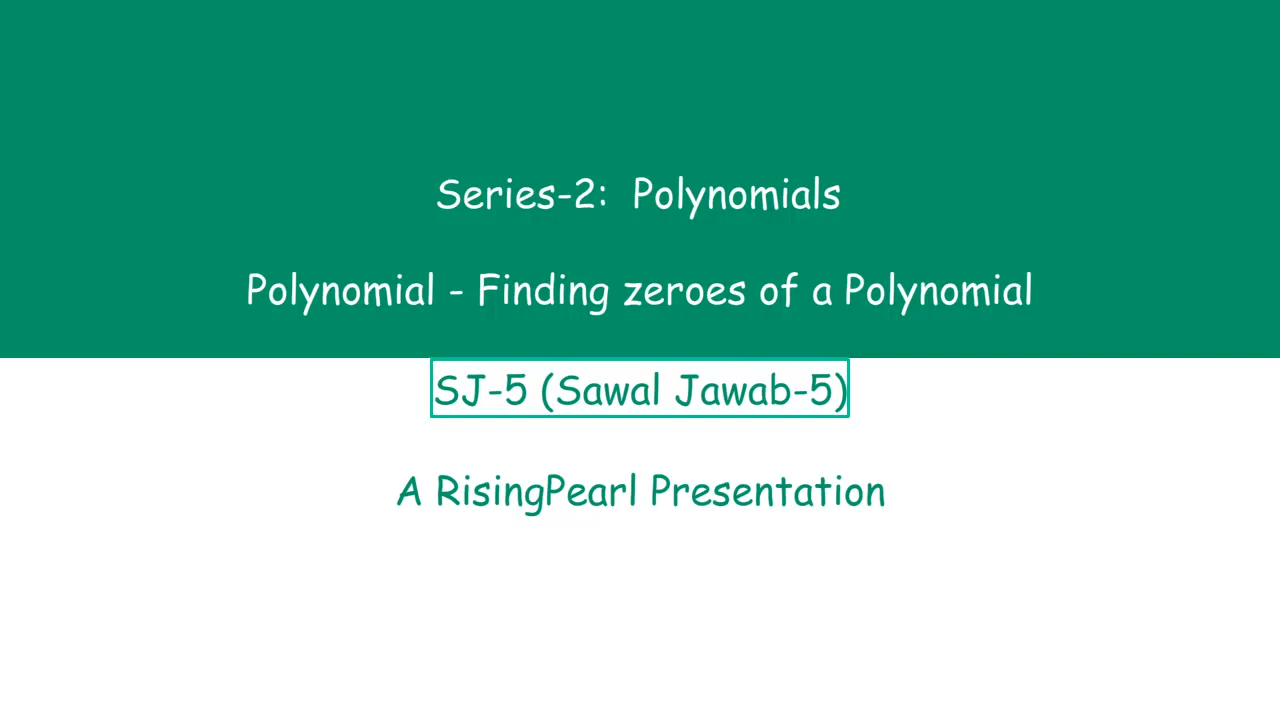 Series-2: Polynomials
Polynomial - Finding zeroes of a Polynomial
SJ-5 (Sawal Jawab-5)
A RisingPearl Presentation